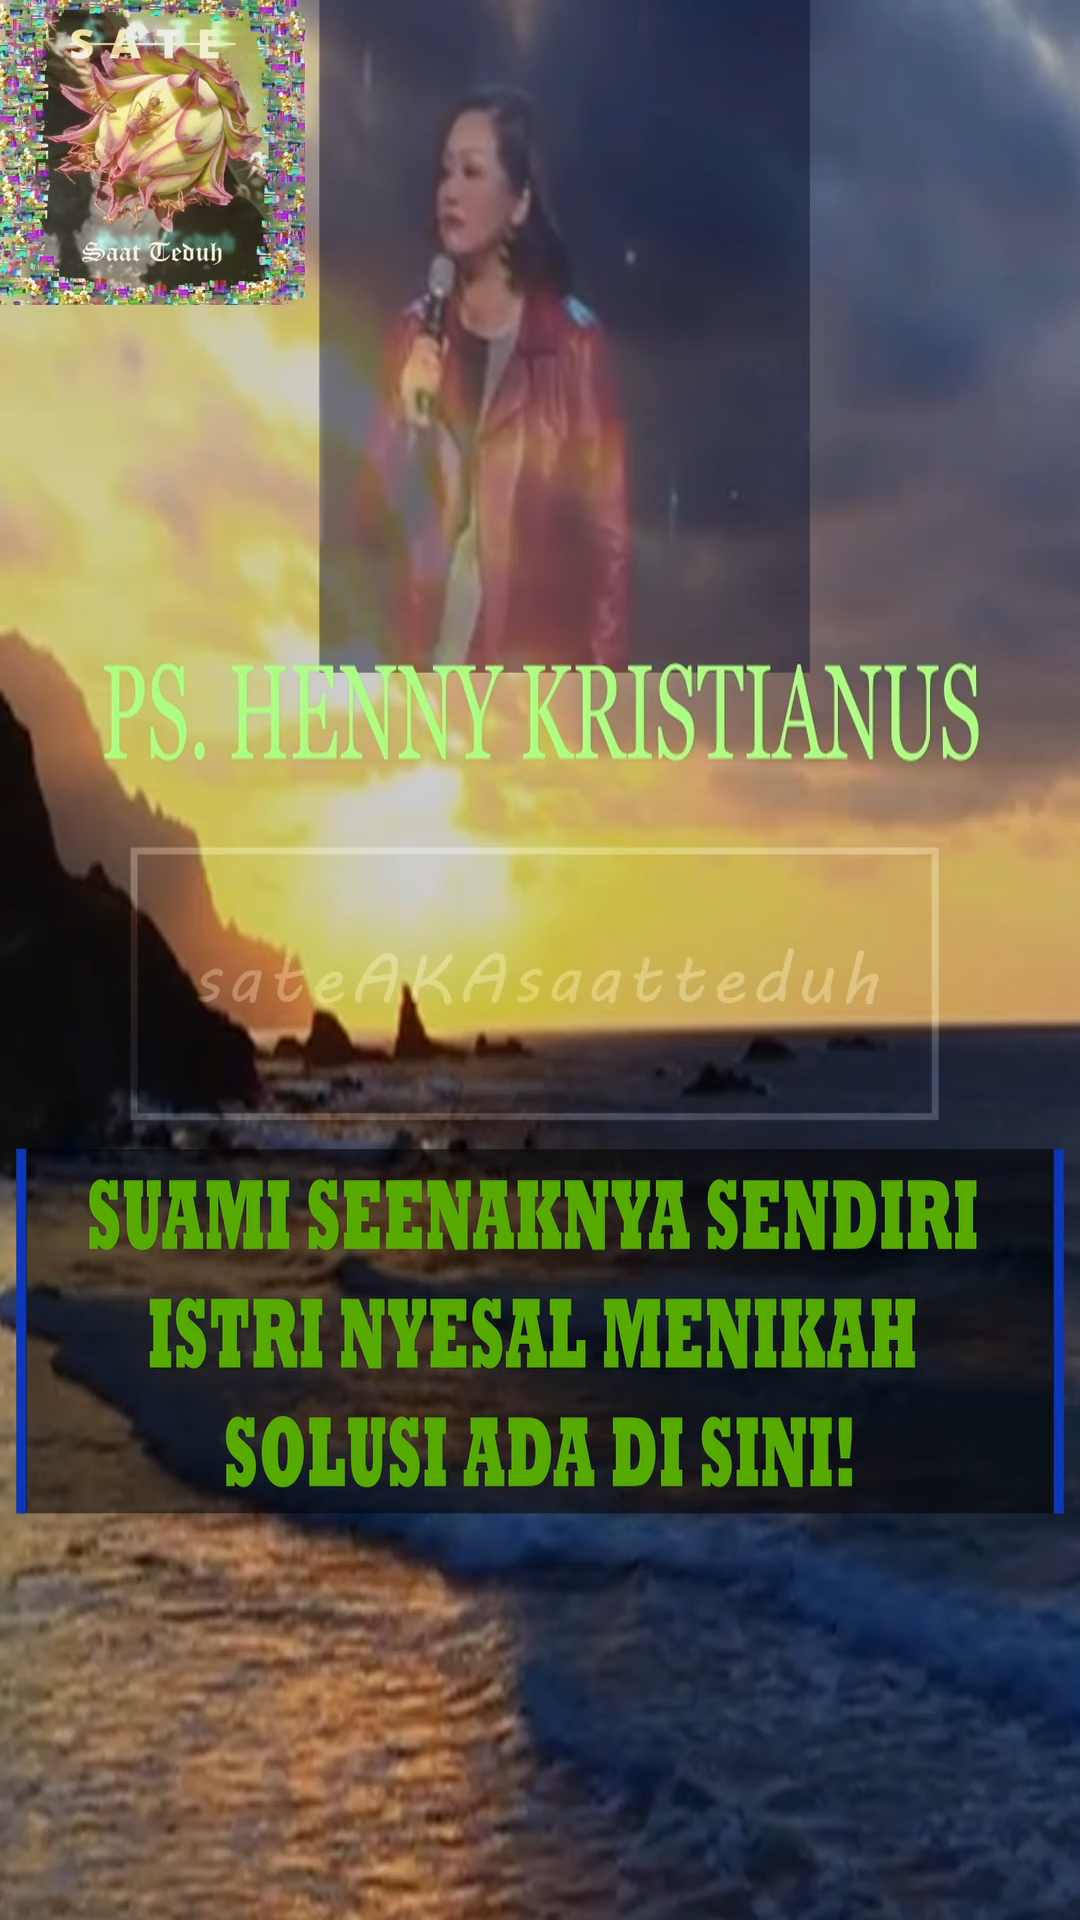 SATE
Saat Teduh
PS. HENNY KRISTIANUS
sateAKAsaatteduh
SUAMI SEENAKNYA SENDIRI
ISTRI NYESAL MENIKAH
SOLUSI ADA DI SINI!